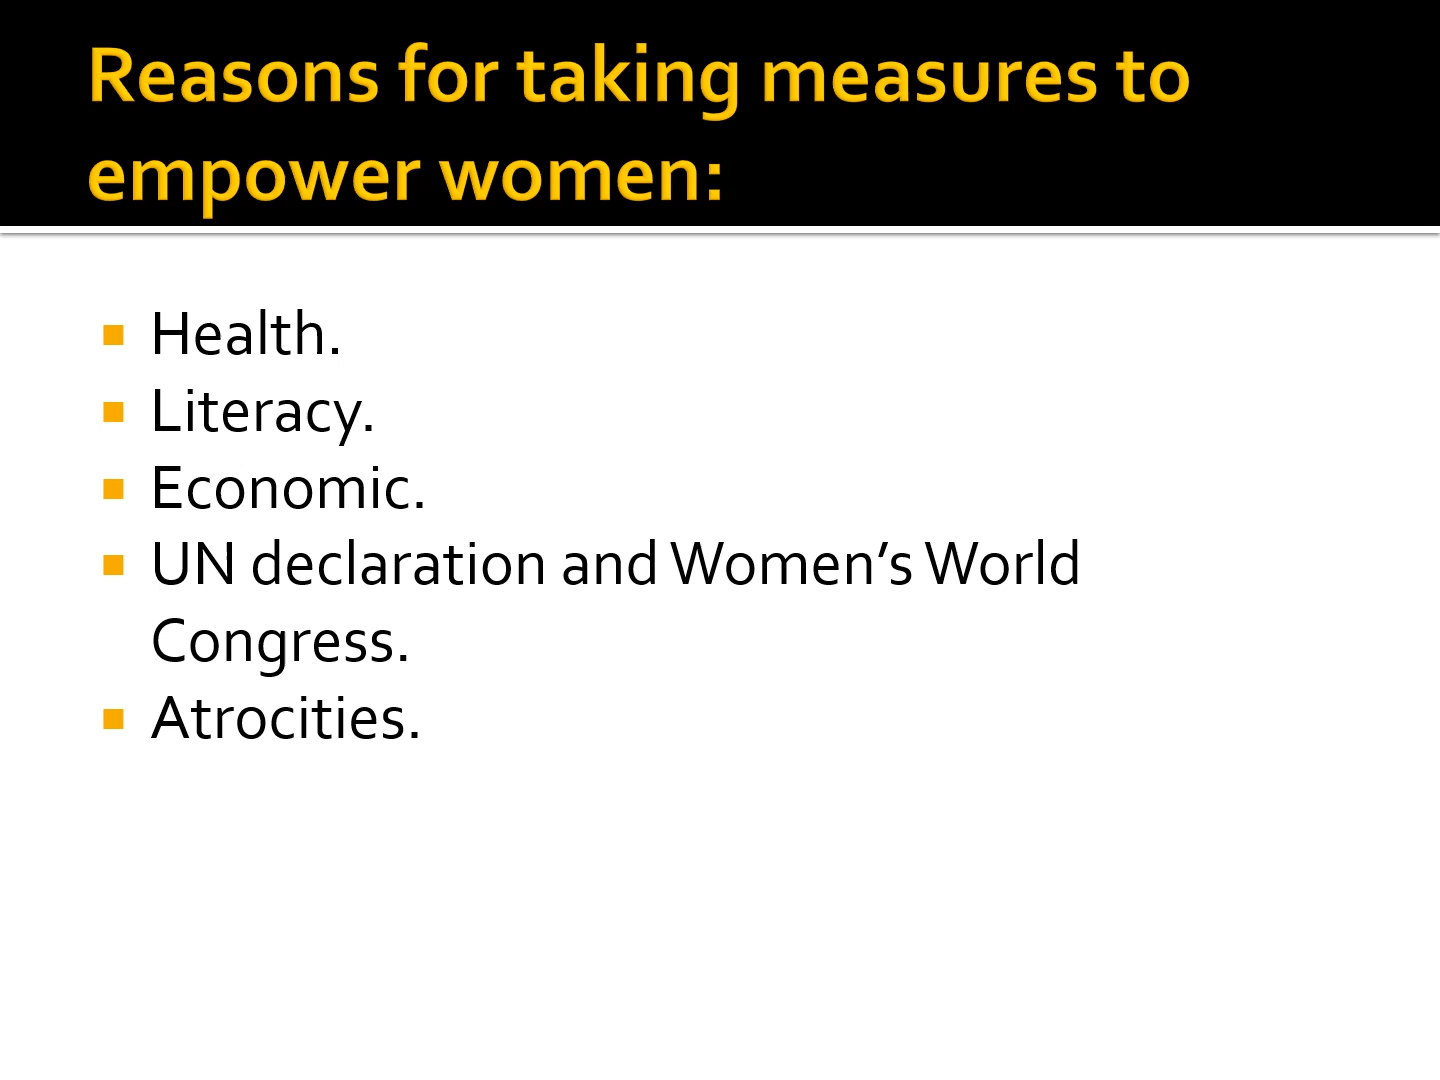 Reasons for taking measures to
empower women:
Health.
Literacy.
Economic.
UN declaration and Women’s World
Congress.
Atrocities.